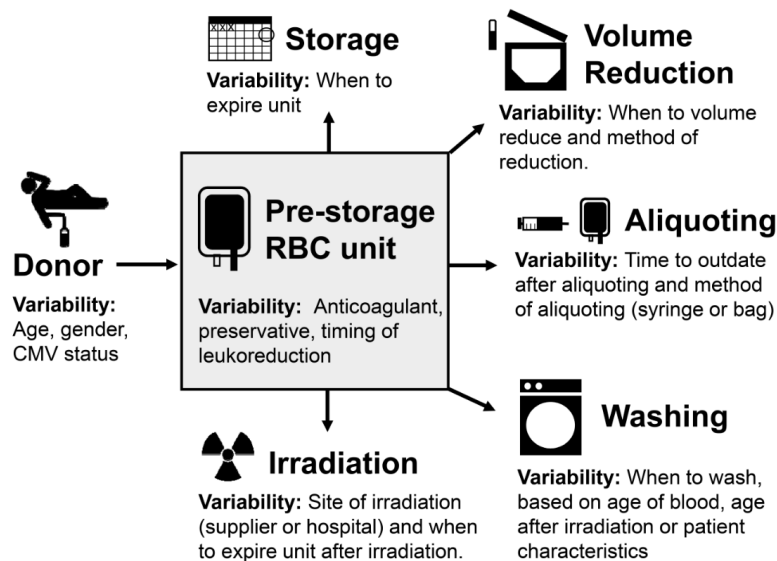 Storage
Variability: When to
expire unit
Volume
Reduction
Variability: When to volume
reduce and method of
reduction.
Donor
Variability:
Age, gender,
CMV status
Pre-storage
RBC unit
Variability: Anticoagulant,
preservative, timing of
leukoreduction
Aliquoting
Variability: Time to outdate
after aliquoting and method
of aliquoting (syringe or bag)
Irradiation
Variability: Site of irradiation
(supplier or hospital) and when
to expire unit after irradiation.
Washing
Variability: When to wash,
based on age of blood, age
after irradiation or patient
characteristics
XXX